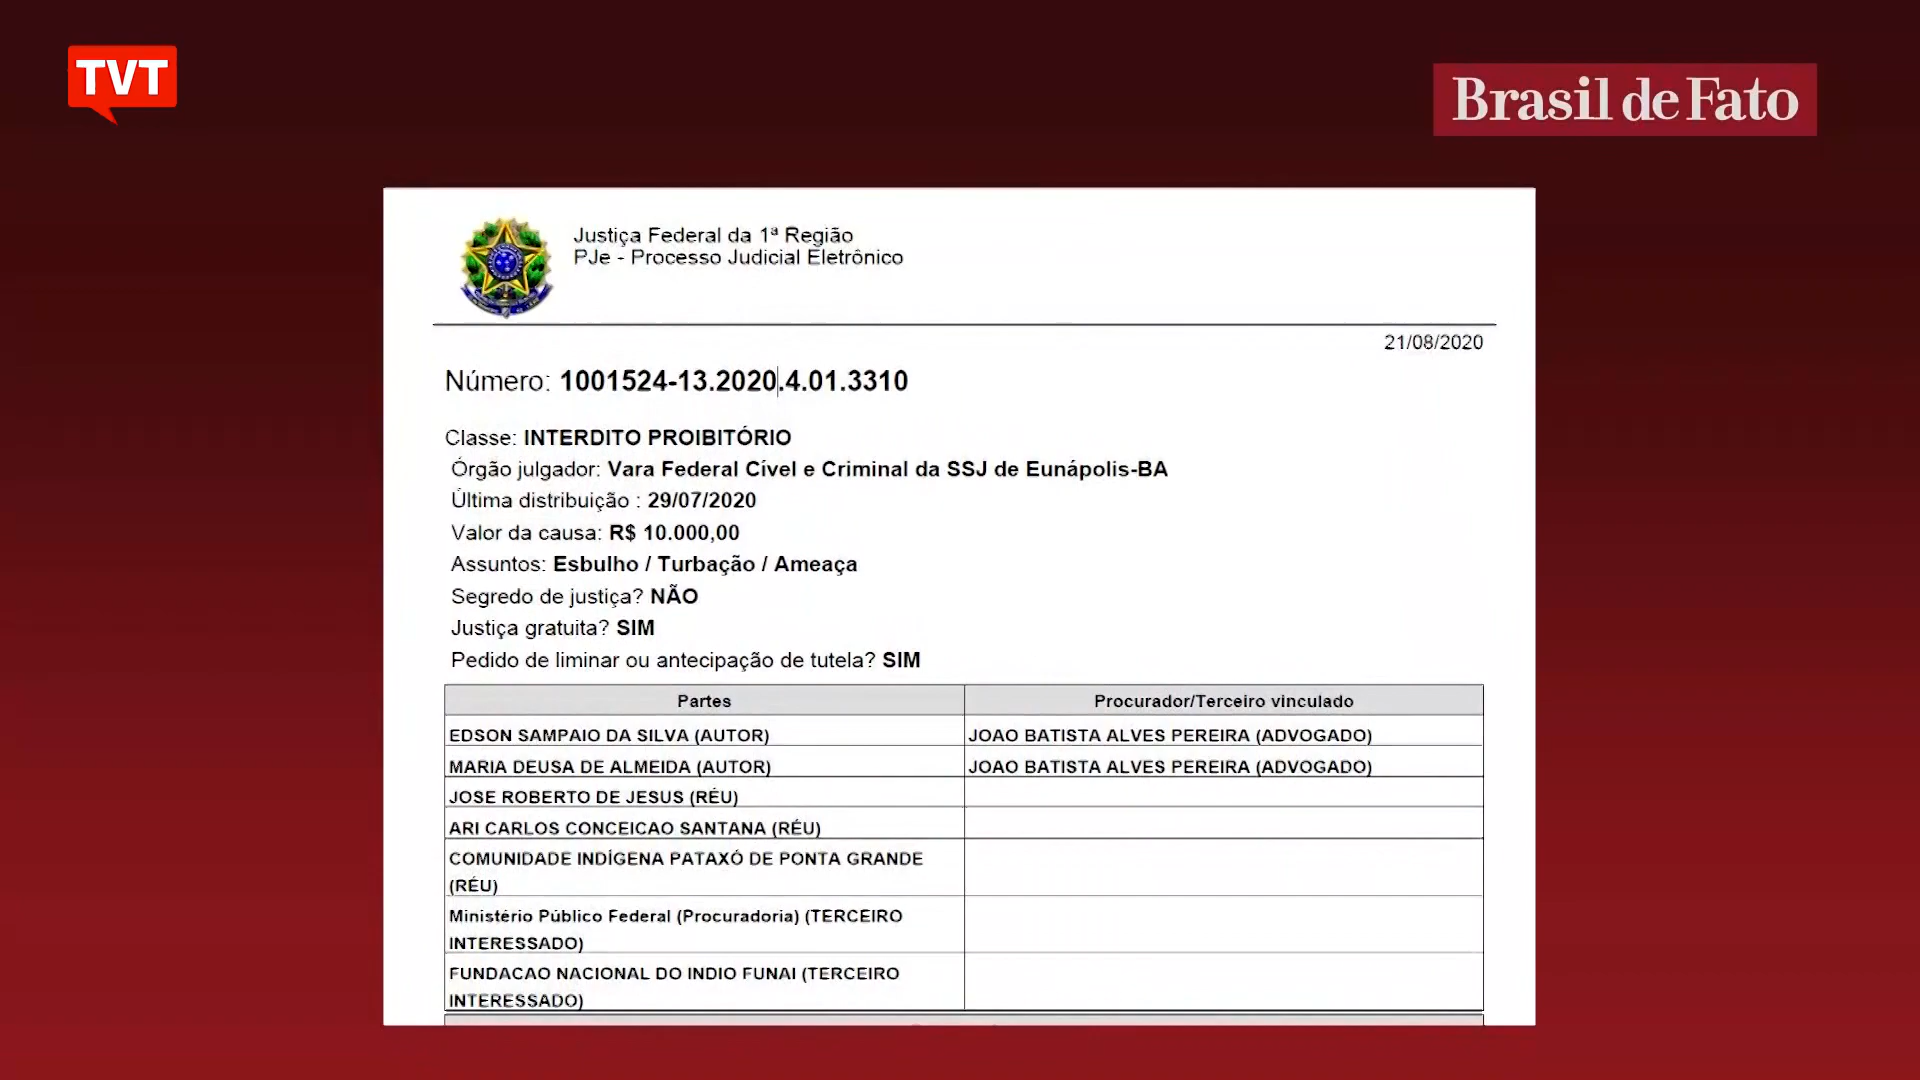 TVT
Brasil de Fato
Justiça Federal da 1ª Região
PJe - Processo Judicial Eletrônico
21/08/2020
Número: 1001524-13.2020.4.01.3310
Classe: INTERDITO PROIBITÓRIO
Órgão julgador: Vara Federal Cível e Criminal da SSJ de Eunápolis-BA
Última distribuição : 29/07/2020
Valor da causa: R$ 10.000,00
Assuntos: Esbulho / Turbação / Ameaça
Segredo de justiça? NÃO
Justiça gratuita? SIM
Pedido de liminar ou antecipação de tutela? SIM
Partes Procurador/Terceiro vinculado
EDSON SAMPAIO DA SILVA (AUTOR) JOAO BATISTA ALVES PEREIRA (ADVOGADO)
MARIA DEUSA DE ALMEIDA (AUTOR) JOAO BATISTA ALVES PEREIRA (ADVOGADO)
JOSE ROBERTO DE JESUS (RÉU)
ARI CARLOS CONCEICAO SANTANA (RÉU)
COMUNIDADE INDÍGENA PATAXÓ DE PONTA GRANDE
(RÉU)
Ministério Público Federal (Procuradoria) (TERCEIRO
INTERESSADO)
FUNDACAO NACIONAL DO INDIO FUNAI (TERCEIRO
INTERESSADO)